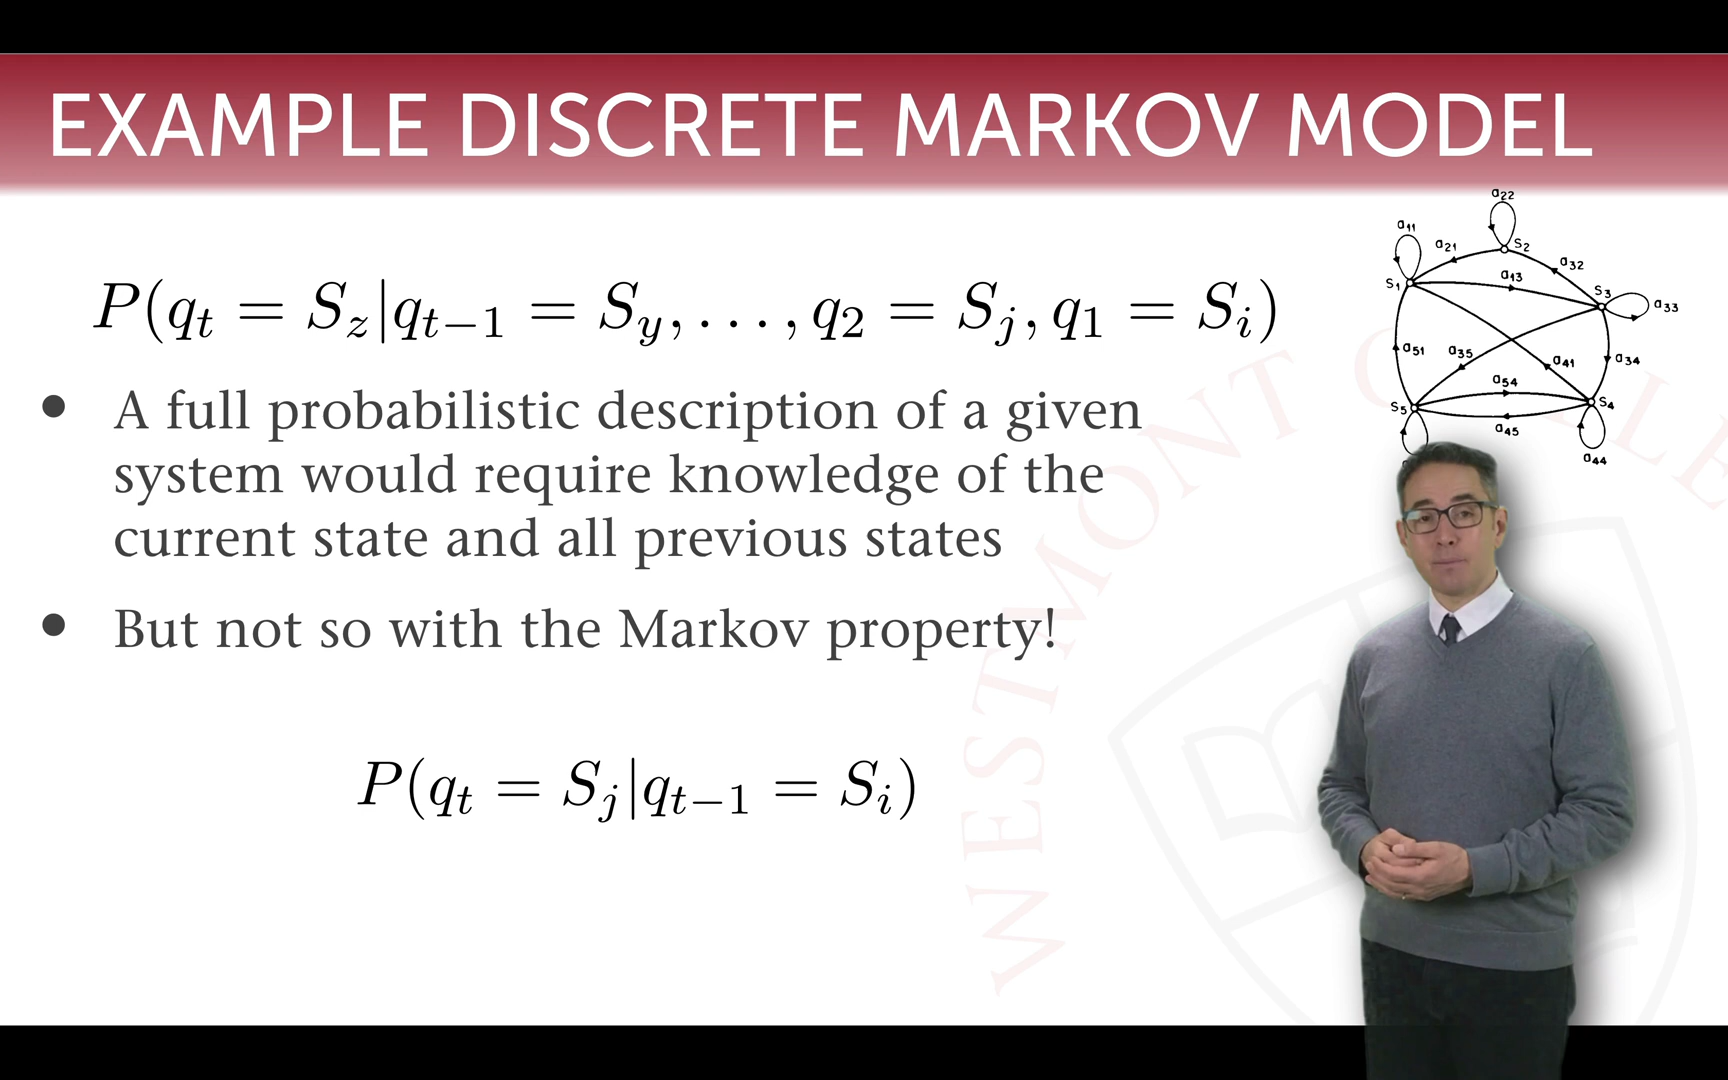 EXAMPLE DISCRETE MARKOV MODEL
P(q_t = S_z|q_{t−1} = S_y, . . . , q_2 = S_j, q_1 = S_i)
• A full probabilistic description of a given
system would require knowledge of the
current state and all previous states
• But not so with the Markov property!
P(q_t = S_j|q_{t−1} = S_i)
a22
a11
a21
S2
a13
a32
S1
S3
a33
a51
a35
a41
a34
a54
S5
S4
a45
a44
WESTMONT C
LLE